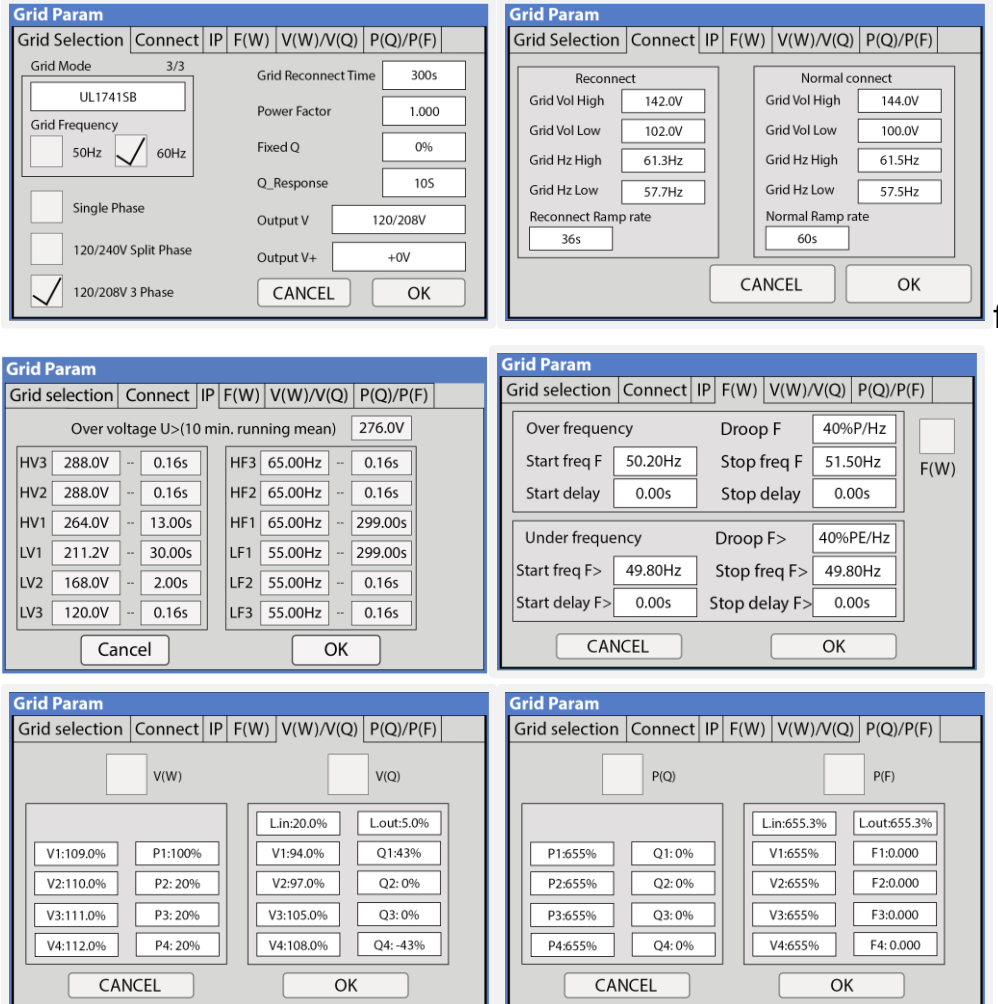 Grid Param
Grid Selection Connect IP F(W) V(W)/V(Q) P(Q)/P(F)
Grid Mode 3/3
UL1741SB
Grid Frequency
50Hz 60Hz
Single Phase
120/240V Split Phase
120/208V 3 Phase
Grid Reconnect Time 300s
Power Factor 1.000
Fixed Q 0%
Q_Response 10S
Output V 120/208V
Output V+ +0V
CANCEL OK
Grid Param
Grid Selection Connect IP F(W) V(W)/V(Q) P(Q)/P(F)
Reconnect
Grid Vol High 142.0V
Grid Vol Low 102.0V
Grid Hz High 61.3Hz
Grid Hz Low 57.7Hz
Reconnect Ramp rate
36s
Normal connect
Grid Vol High 144.0V
Grid Vol Low 100.0V
Grid Hz High 61.5Hz
Grid Hz Low 57.5Hz
Normal Ramp rate
60s
CANCEL OK
Grid Param
Grid selection Connect IP F(W) V(W)/V(Q) P(Q)/P(F)
Over voltage U>(10 min. running mean) 276.0V
HV3 288.0V -- 0.16s HF3 65.00Hz -- 0.16s
HV2 288.0V -- 0.16s HF2 65.00Hz -- 0.16s
HV1 264.0V -- 13.00s HF1 65.00Hz -- 299.00s
LV1 211.2V -- 30.00s LF1 55.00Hz -- 299.00s
LV2 168.0V -- 2.00s LF2 55.00Hz -- 0.16s
LV3 120.0V -- 0.16s LF3 55.00Hz -- 0.16s
Cancel OK
Grid Param
Grid selection Connect IP F(W) V(W)/V(Q) P(Q)/P(F)
Over frequency Droop F 40%P/Hz
Start freq F 50.20Hz Stop freq F 51.50Hz
Start delay 0.00s Stop delay 0.00s
F(W)
Under frequency Droop F> 40%PE/Hz
Start freq F> 49.80Hz Stop freq F> 49.80Hz
Start delay F> 0.00s Stop delay F> 0.00s
CANCEL OK
Grid Param
Grid selection Connect IP F(W) V(W)/V(Q) P(Q)/P(F)
V(W) V(Q)
L.in:20.0% L.out:5.0%
V1:109.0% P1:100% V1:94.0% Q1:43%
V2:110.0% P2: 20% V2:97.0% Q2: 0%
V3:111.0% P3: 20% V3:105.0% Q3: 0%
V4:112.0% P4: 20% V4:108.0% Q4: -43%
CANCEL OK
Grid Param
Grid selection Connect IP F(W) V(W)/V(Q) P(Q)/P(F)
P(Q) P(F)
L.in:655.3% L.out:655.3%
P1:655% Q1: 0% V1:655% F1:0.000
P2:655% Q2: 0% V2:655% F2:0.000
P3:655% Q3: 0% V3:655% F3:0.000
P4:655% Q4: 0% V4:655% F4: 0.000
CANCEL OK